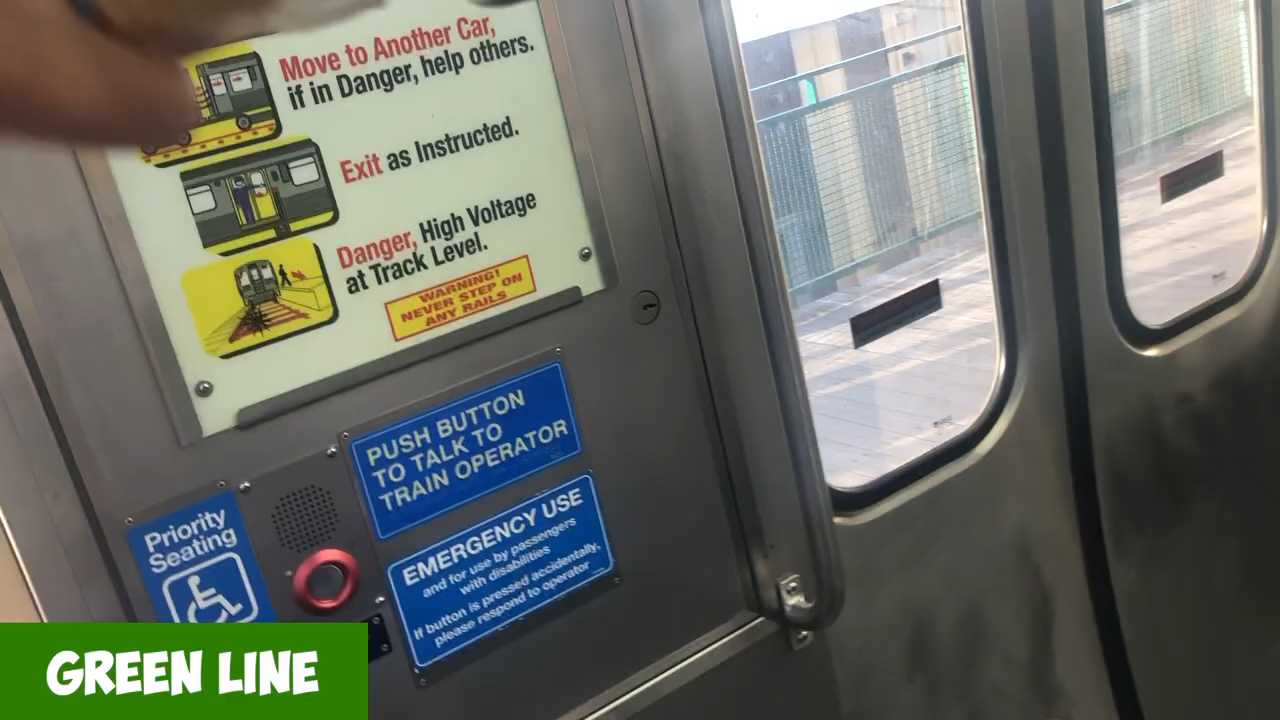 Move to Another Car,
if in Danger, help others.
Exit as Instructed.
Danger, High Voltage
at Track Level.
WARNING!
NEVER STEP ON
ANY RAILS
PUSH BUTTON
TO TALK TO
TRAIN OPERATOR
EMERGENCY USE
and for use by passengers
with disabilities
If button is pressed accidentally,
please respond to operator
Priority
Seating
GREEN LINE